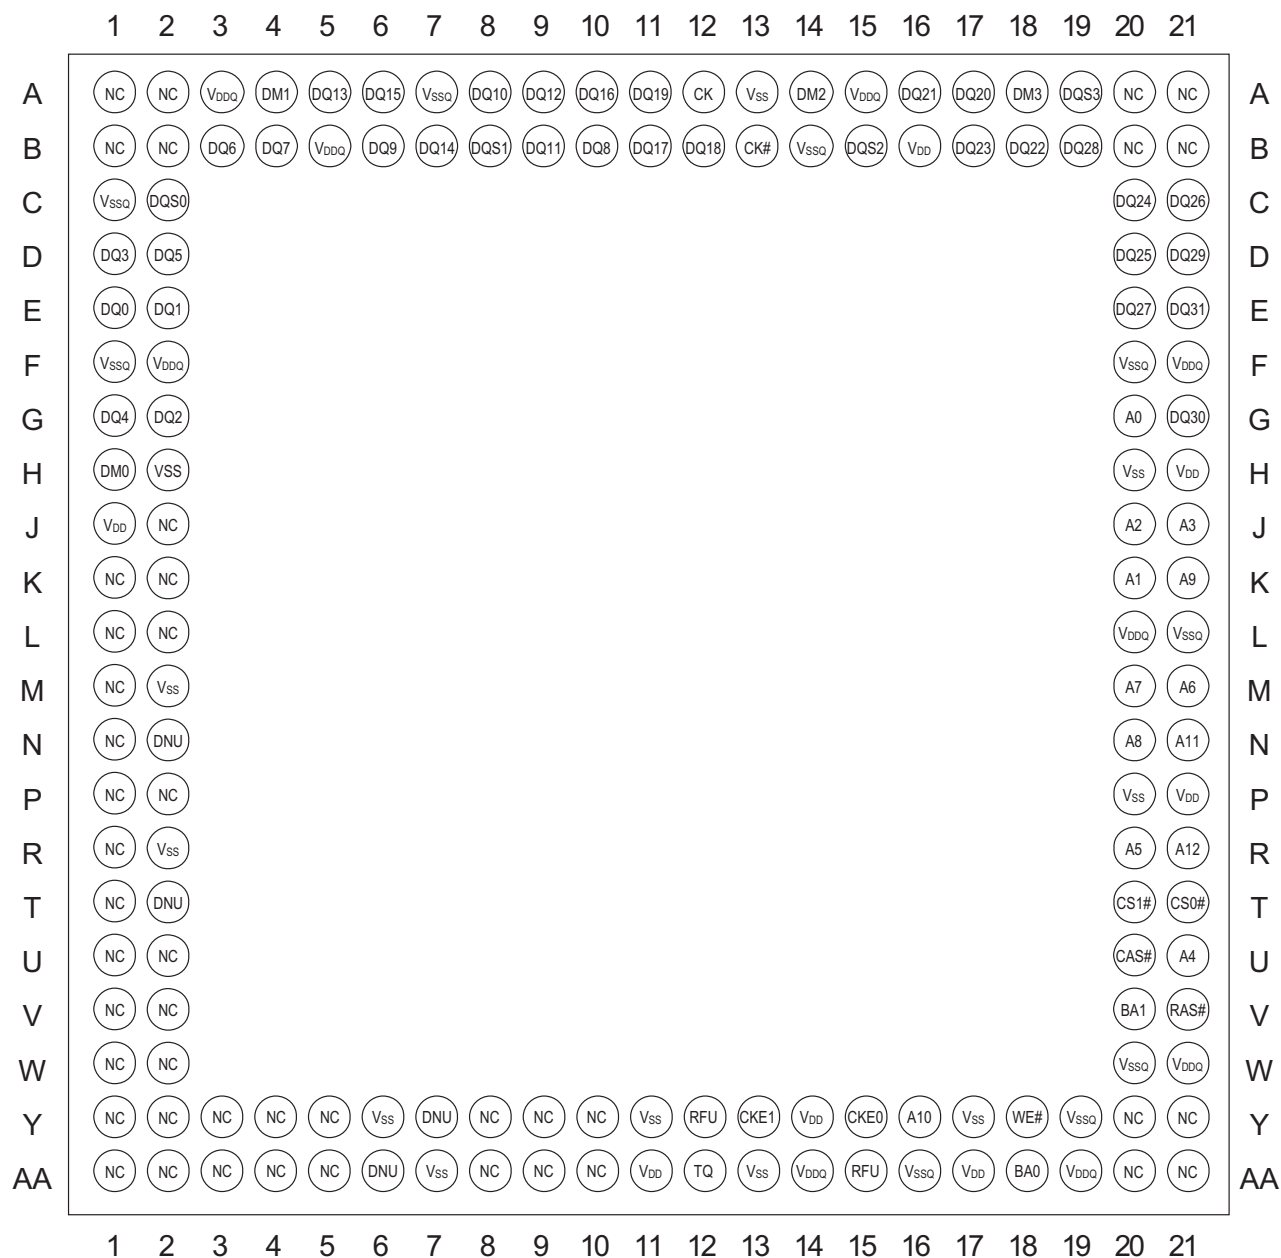 1 2 3 4 5 6 7 8 9 10 11 12 13 14 15 16 17 18 19 20 21
A NC NC VDDQ DM1 DQ13 DQ15 VSSQ DQ10 DQ12 DQ16 DQ19 CK VSS DM2 VDDQ DQ21 DQ20 DM3 DQS3 NC NC A
B NC NC DQ6 DQ7 VDDQ DQ9 DQ14 DQS1 DQ11 DQ8 DQ17 DQ18 CK# VSSQ DQS2 VDD DQ23 DQ22 DQ28 NC NC B
C VSSQ DQS0 DQ24 DQ26 C
D DQ3 DQ5 DQ25 DQ29 D
E DQ0 DQ1 DQ27 DQ31 E
F VSSQ VDDQ VSSQ VDDQ F
G DQ4 DQ2 A0 DQ30 G
H DM0 VSS VSS VDD H
J VDD NC A2 A3 J
K NC NC A1 A9 K
L NC NC VDDQ VSSQ L
M NC VSS A7 A6 M
N NC DNU A8 A11 N
P NC NC VSS VDD P
R NC VSS A5 A12 R
T NC DNU CS1# CS0# T
U NC NC CAS# A4 U
V NC NC BA1 RAS# V
W NC NC VSSQ VDDQ W
Y NC NC NC NC NC VSS DNU NC NC NC VSS RFU CKE1 VDD CKE0 A10 VSS WE# VSSQ NC NC Y
AA NC NC NC NC NC DNU VSS NC NC NC VDD TQ VSS VDDQ RFU VSSQ VDD BA0 VDDQ NC NC AA
1 2 3 4 5 6 7 8 9 10 11 12 13 14 15 16 17 18 19 20 21